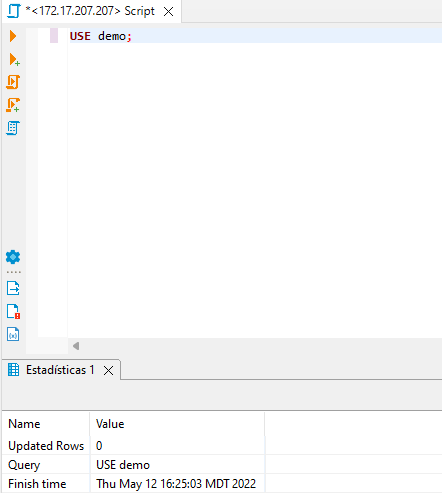 *<172.17.207.207> Script
USE demo;
Estadísticas 1
Name Value
Updated Rows 0
Query USE demo
Finish time Thu May 12 16:25:03 MDT 2022